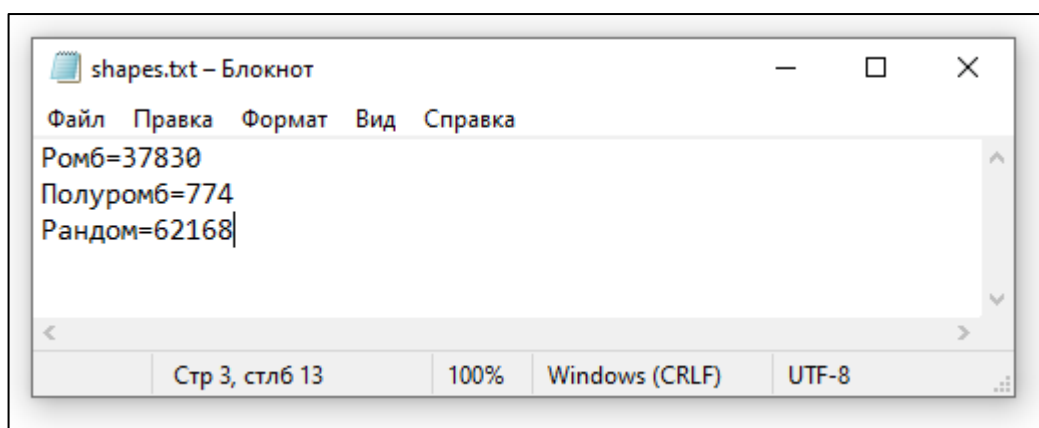 shapes.txt – Блокнот
Файл Правка Формат Вид Справка
Ромб=37830
Полуромб=774
Рандом=62168
Стр 3, стлб 13 100% Windows (CRLF) UTF-8